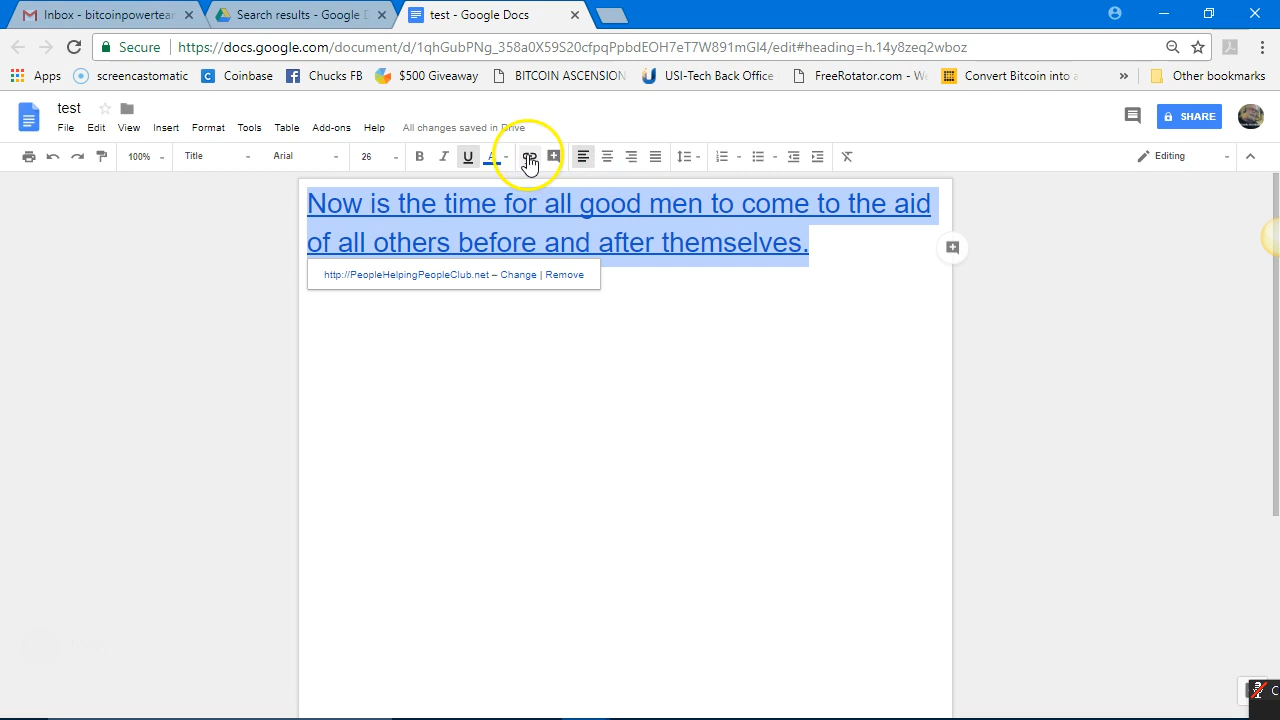 Inbox - bitcoinpowertear
Search results - Google D
test - Google Docs
Secure
https://docs.google.com/document/d/1qhGubPNg_3580X59S20cfpqPpbdEOH7eT7W891mGl4/edit#heading=h.14y8zeq2wboz
Apps
screencastomatic
Coinbase
Chucks FB
$500 Giveaway
BITCOIN ASCENSION
USI-Tech Back Office
FreeRotator.com - We
Convert Bitcoin into a
»
Other bookmarks
test
File Edit View Insert Format Tools Table Add-ons Help All changes saved in Drive
SHARE
100% Title Arial 26 B I U A Editing
Now is the time for all good men to come to the aid
of all others before and after themselves.
http://PeopleHelpingPeopleClub.net – Change | Remove